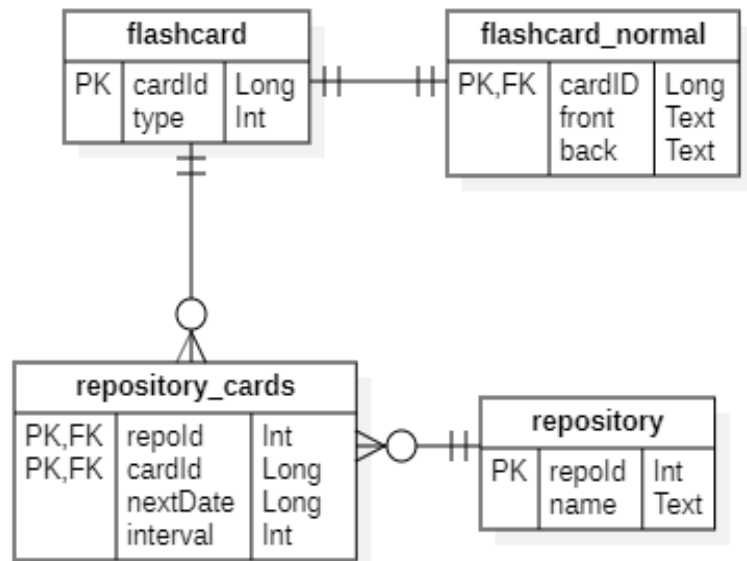 flashcard
PK cardId Long
type Int
flashcard_normal
PK,FK cardID Long
front Text
back Text
repository_cards
PK,FK repoId Int
PK,FK cardId Long
nextDate Long
interval Int
repository
PK repoId Int
name Text